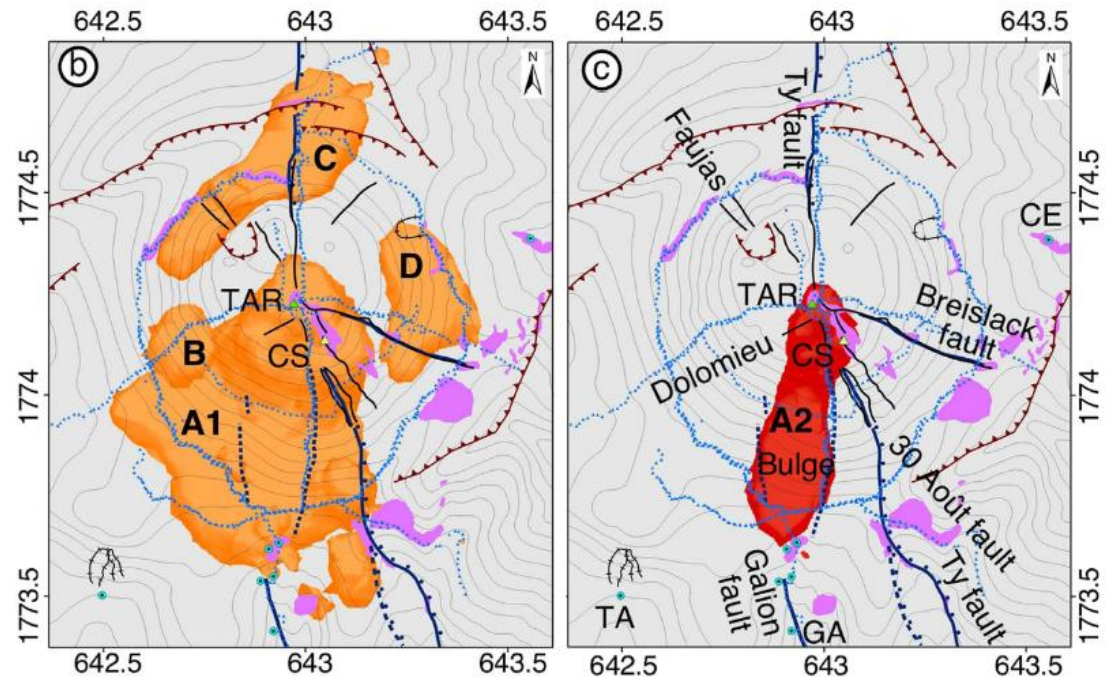 642.5 643 643.5 642.5 643 643.5
b
N
C
D
TAR
B
CS
A1
1774.5
1774
1773.5
c
N
Ty fault
Faujas
CE
TAR
Breislack
fault
CS
Dolomieu
A2
Bulge
30 Août fault
Galion
fault
Ty fault
TA
GA
1774.5
1774
1773.5
642.5 643 643.5 642.5 643 643.5